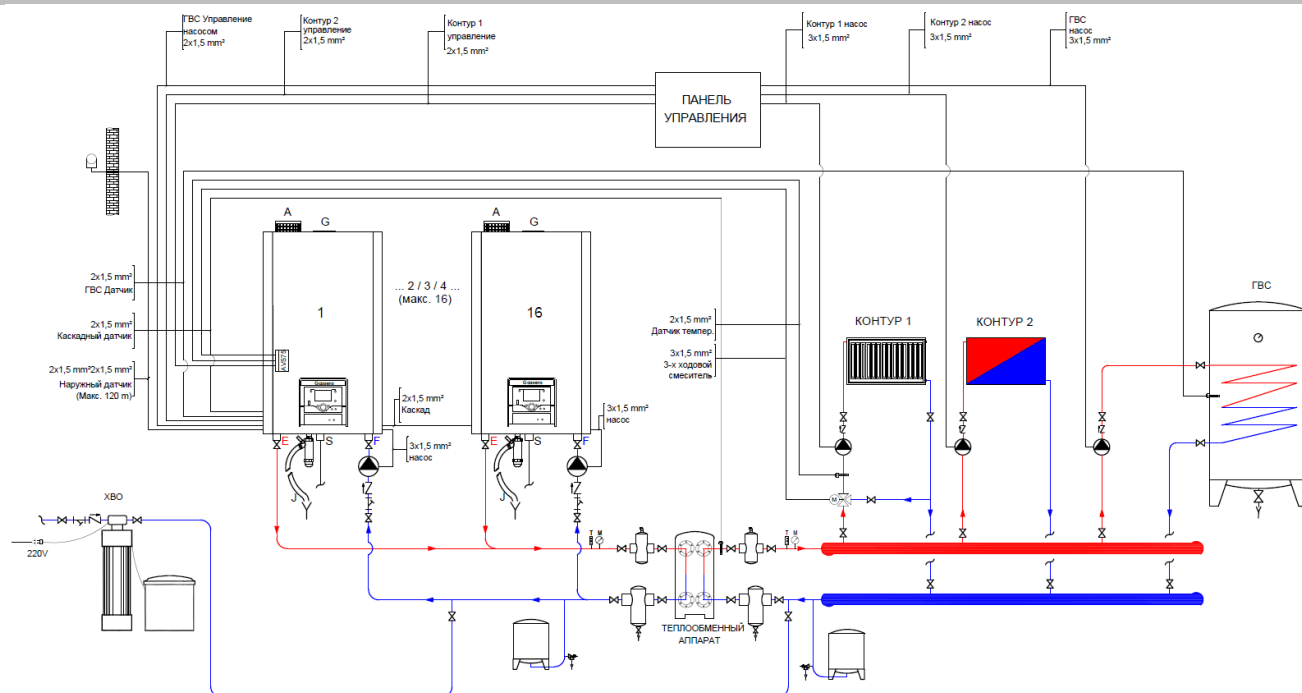 ГВС Управление
насосом
2x1,5 mm²
Контур 2
управление
2x1,5 mm²
Контур 1
управление
2x1,5 mm²
Контур 1 насос
3x1,5 mm²
Контур 2 насос
3x1,5 mm²
ГВС
насос
3x1,5 mm²
ПАНЕЛЬ
УПРАВЛЕНИЯ
A
G
A
G
2x1,5 mm²
ГВС Датчик
2x1,5 mm²
Каскадный датчик
2x1,5 mm²2x1,5 mm²
Наружный датчик
(Макс. 120 m)
1
... 2 / 3 / 4 ...
(макс. 16)
16
AVS75
2x1,5 mm²
Датчик темпер.
3x1,5 mm²
3-х ходовой
смеситель
КОНТУР 1
КОНТУР 2
ГВС
2x1,5 mm²
Каскад
3x1,5 mm²
насос
3x1,5 mm²
насос
E
S
F
E
S
F
J
J
M
ХВО
220V
T M
T M
ТЕПЛООБМЕННЫЙ
АППАРАТ